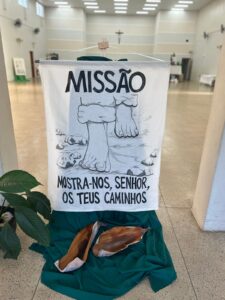 MISSÃO
MOSTRA-NOS, SENHOR,
OS TEUS CAMINHOS